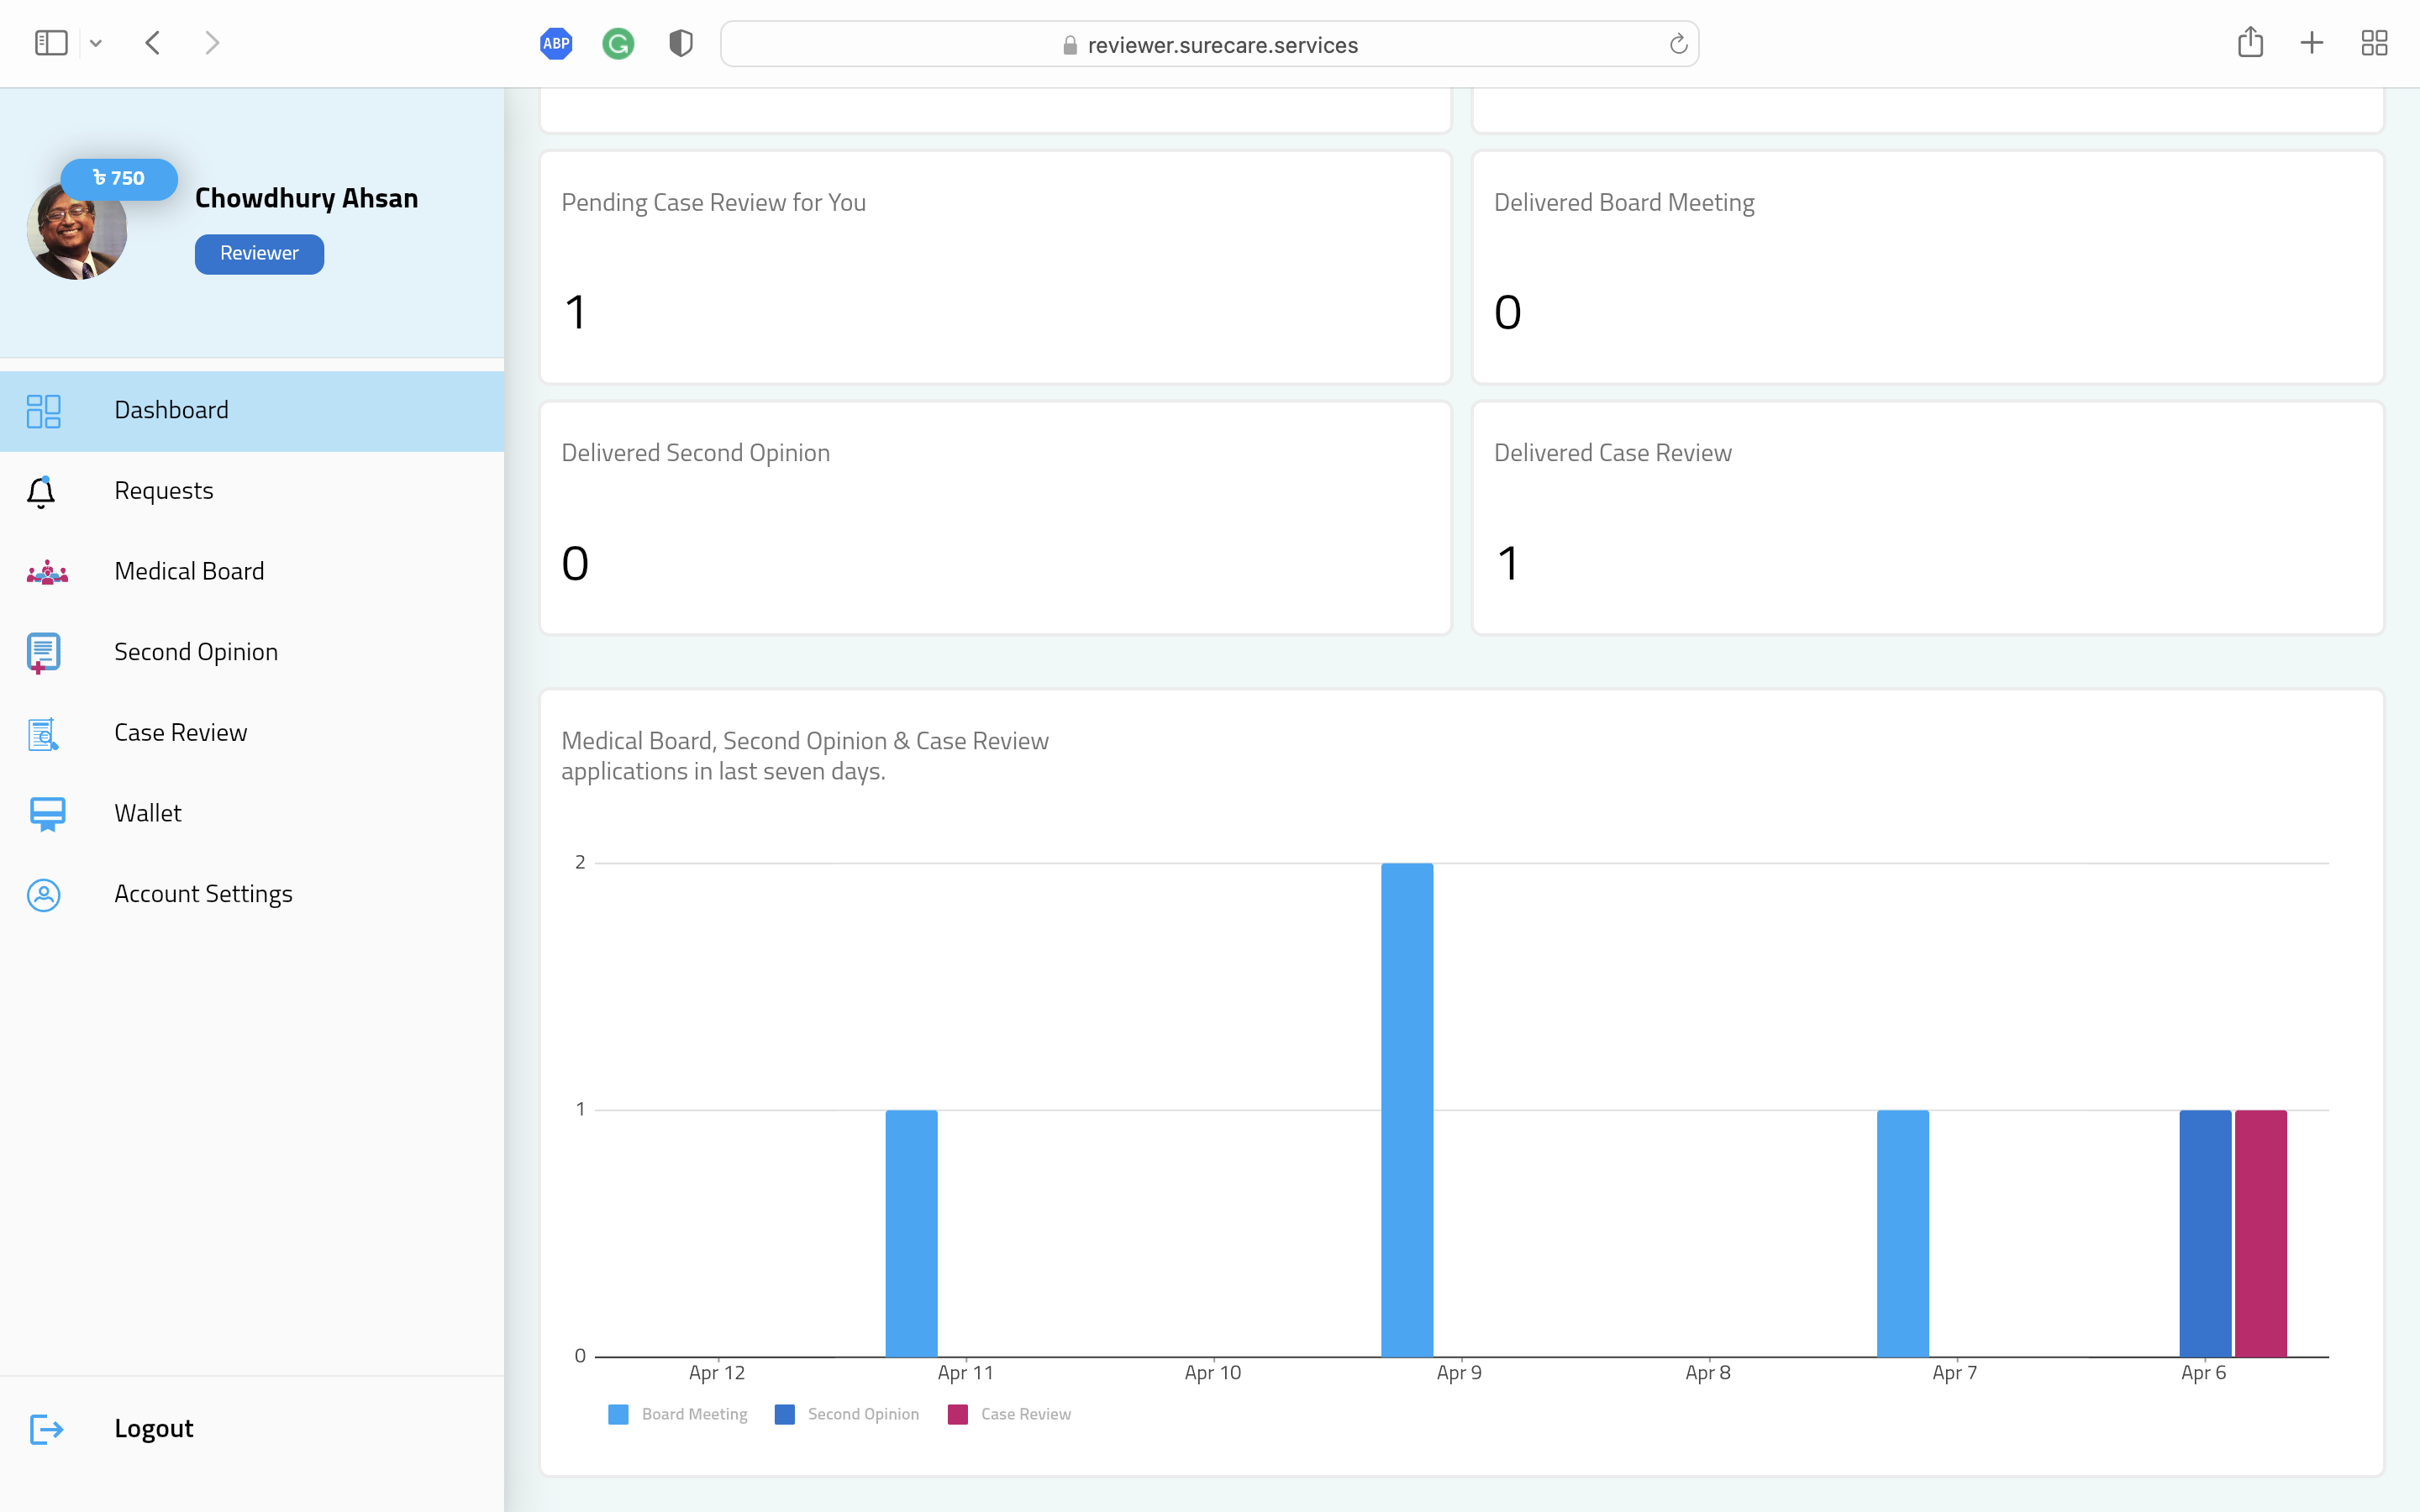 ABP
reviewer.surecare.services
৳ 750
Chowdhury Ahsan
Reviewer
Dashboard
Requests
Medical Board
Second Opinion
Case Review
Wallet
Account Settings
Logout
Pending Case Review for You
1
Delivered Board Meeting
0
Delivered Second Opinion
0
Delivered Case Review
1
Medical Board, Second Opinion & Case Review
applications in last seven days.
2
1
0
Apr 12 Apr 11 Apr 10 Apr 9 Apr 8 Apr 7 Apr 6
Board Meeting Second Opinion Case Review